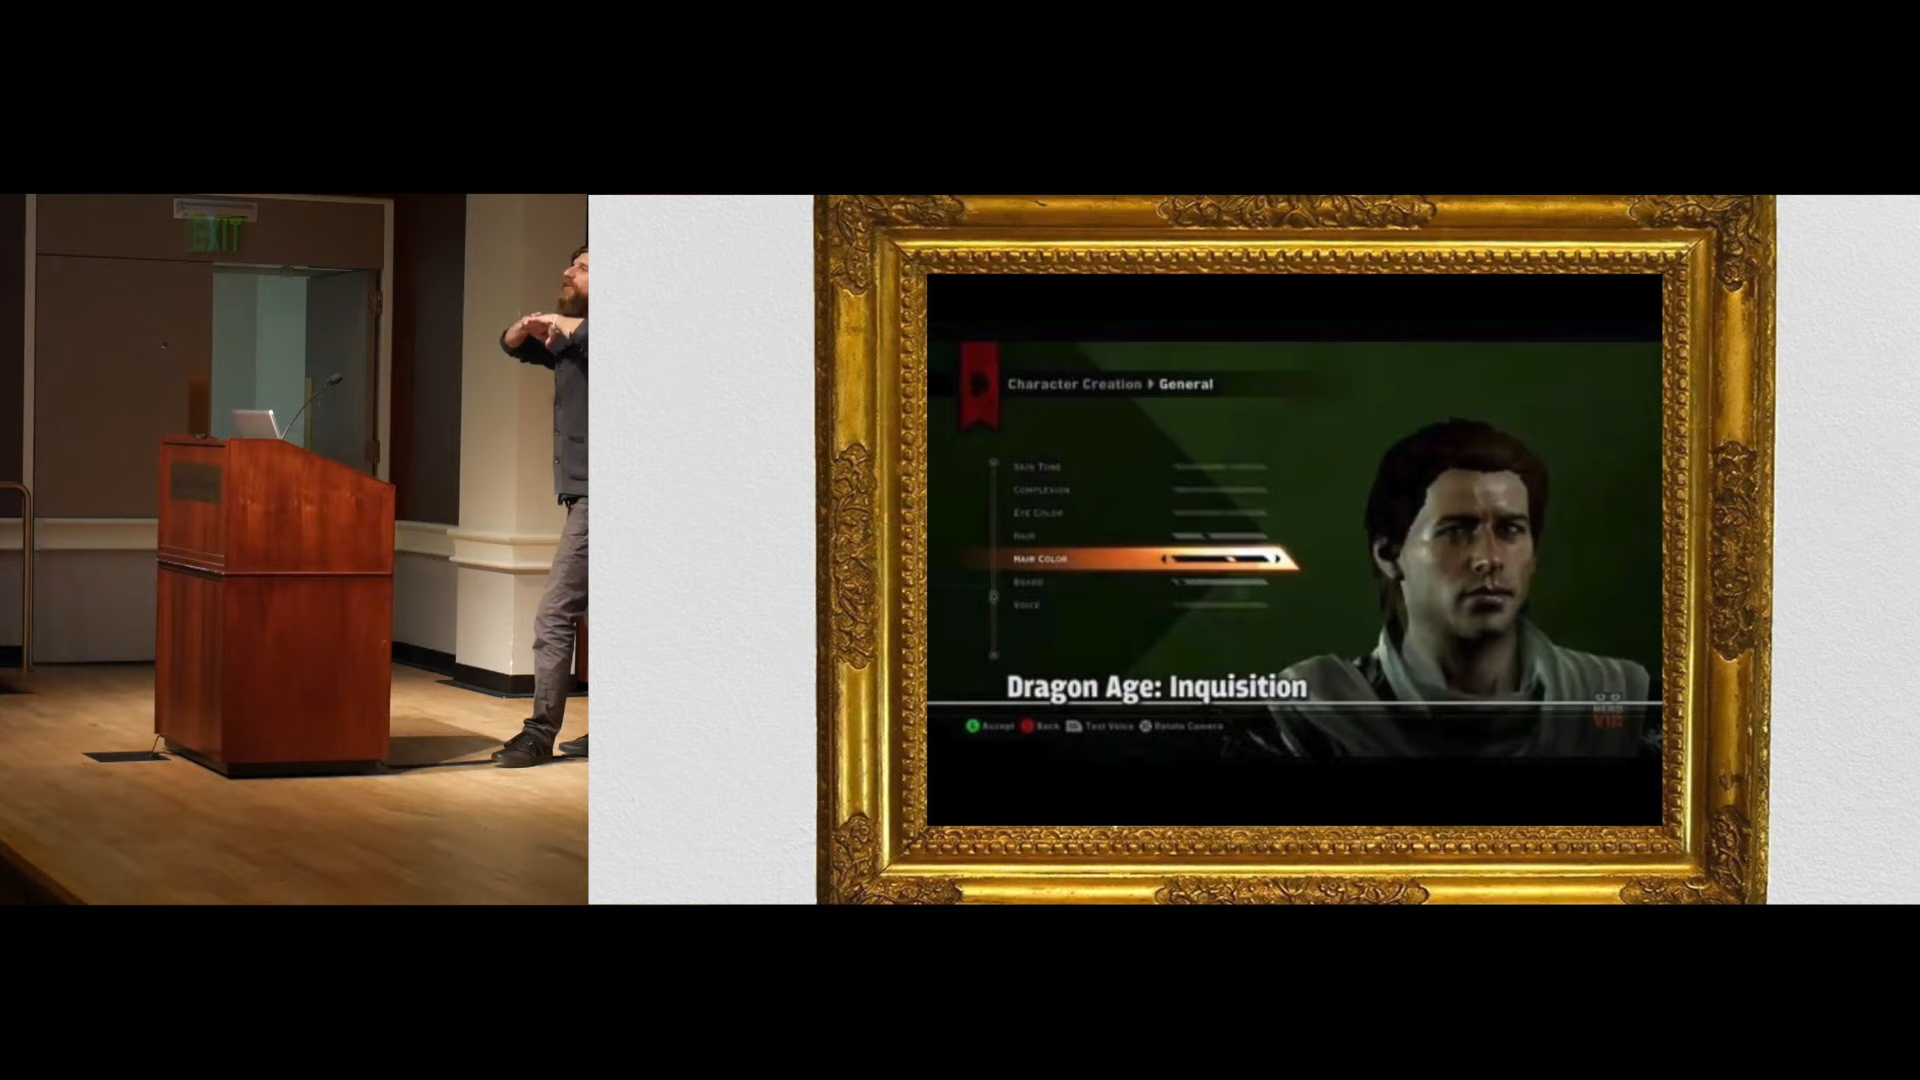 EXIT
Character Creation General
SKIN TONE
COMPLEXION
EYE COLOR
HAIR
HAIR COLOR
BEARD
VOICE
Dragon Age: Inquisition
Accept Back Test Voice Rotate Camera
NERD